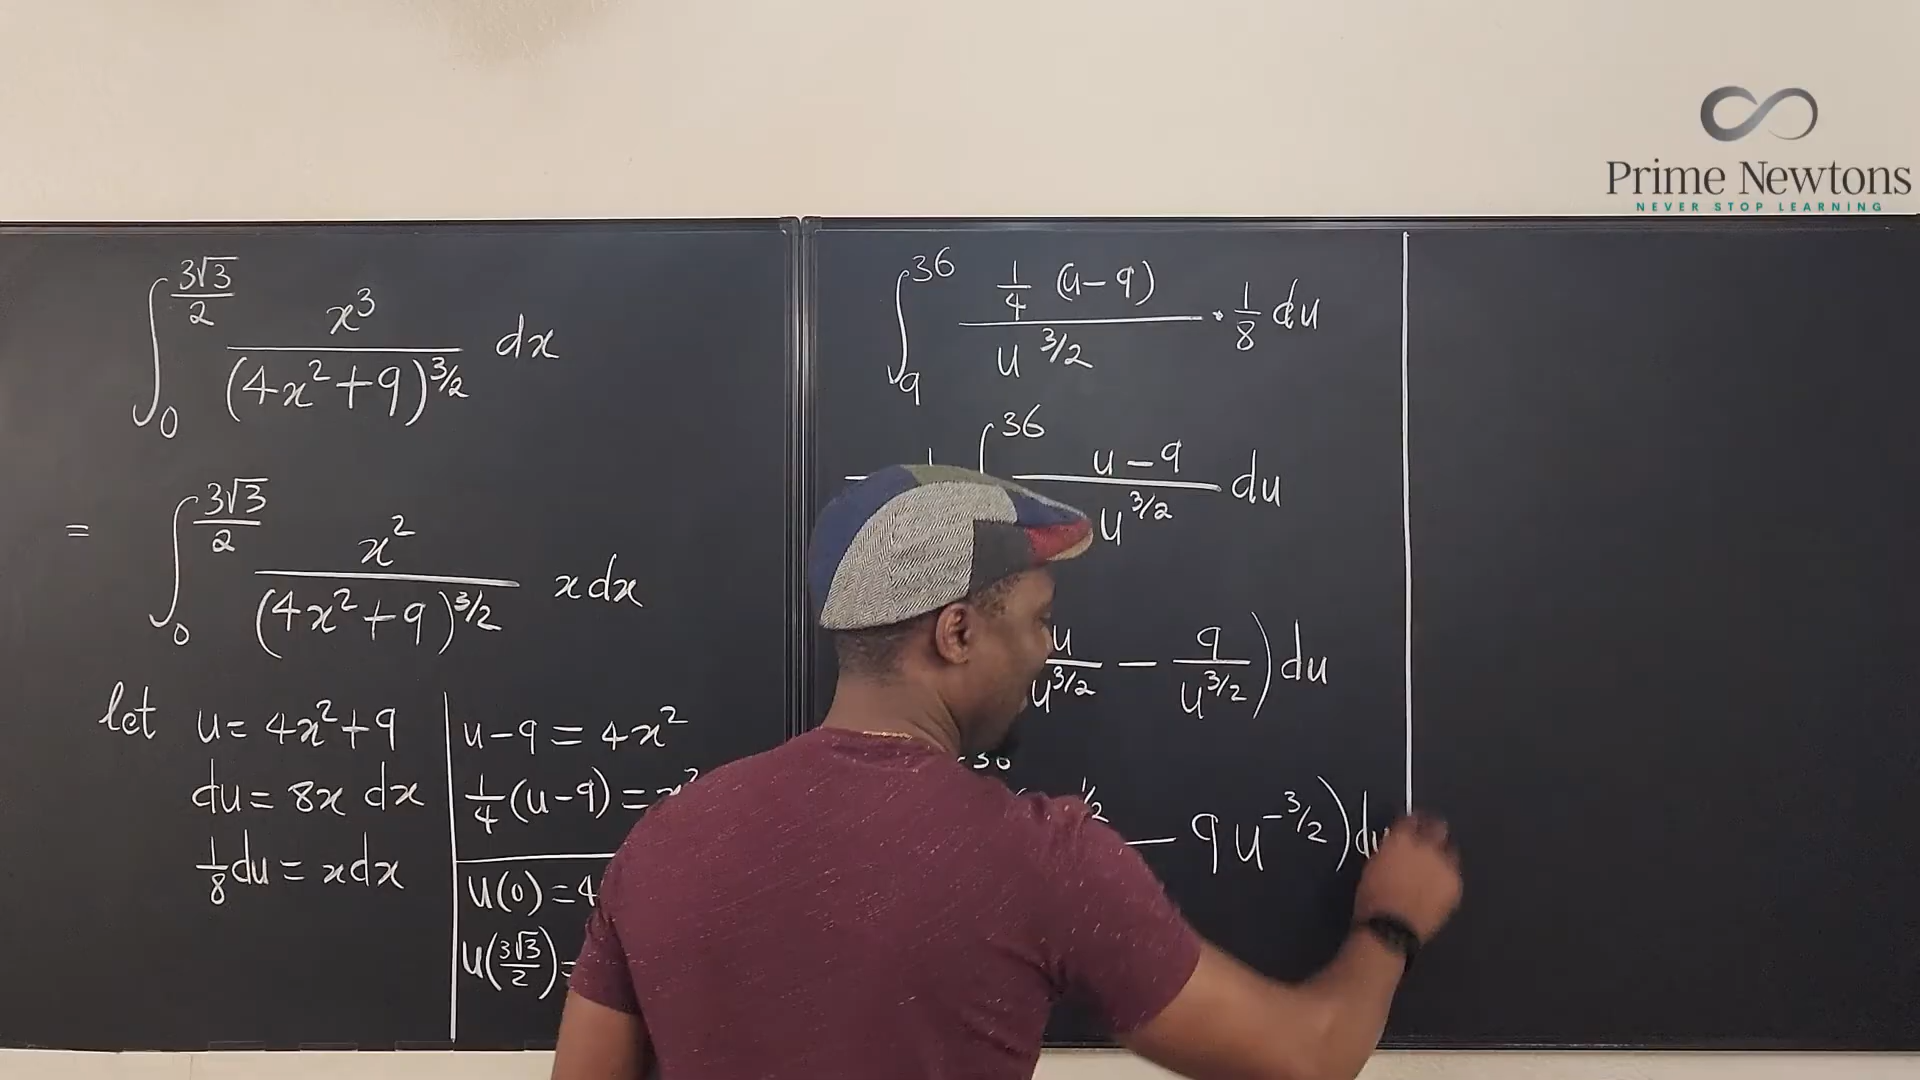 Prime Newtons
NEVER STOP LEARNING
∫₀^(3√3/2) x³/(4x²+9)^(3/2) dx
= ∫₀^(3√3/2) x²/(4x²+9)^(3/2) x dx
let u = 4x²+9
du = 8x dx
1/8 du = x dx
u-9 = 4x²
1/4 (u-9) = x²
u(0) = 4
u(3√3/2) =
∫₉^36 (1/4 (u-9))/u^(3/2) · 1/8 du
∫^36 (u-9)/u^(3/2) du
u/u^(3/2) - 9/u^(3/2)) du
- 9u^(-3/2)) du